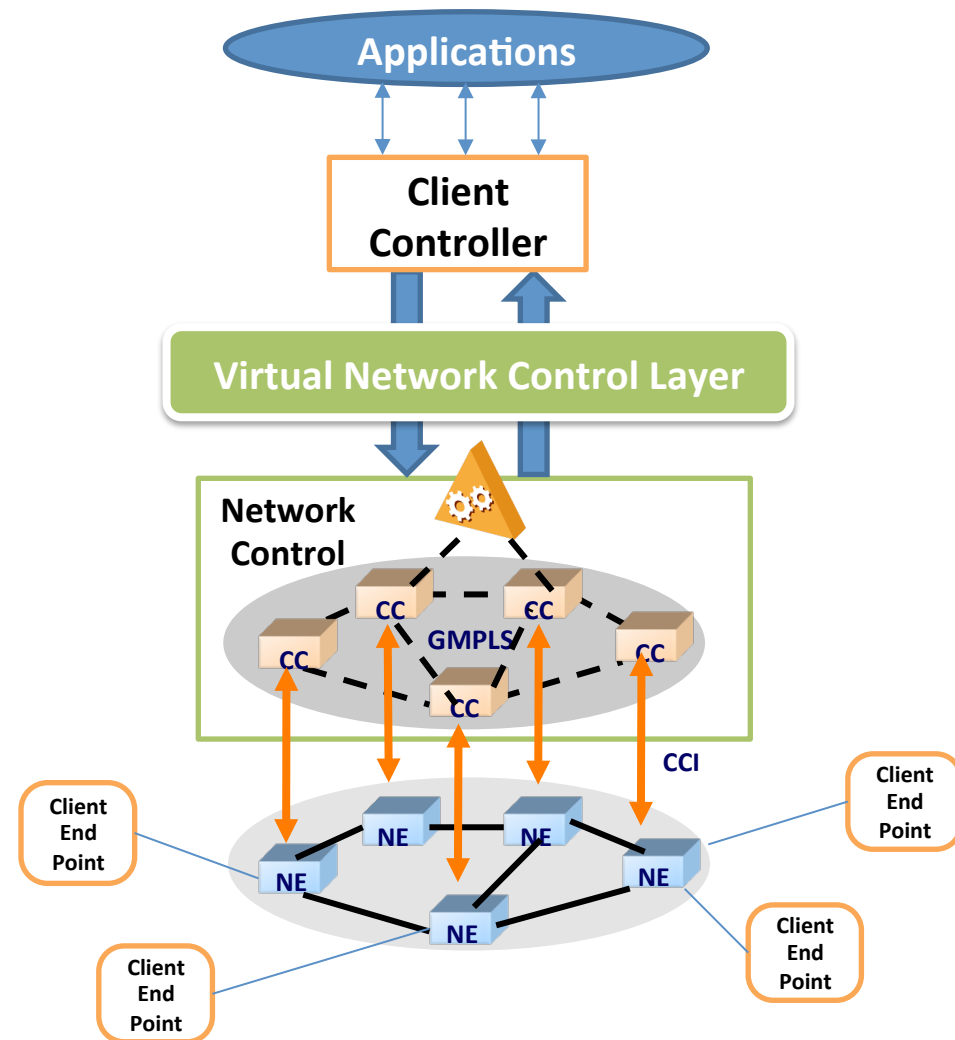 Applications
Client
Controller
Virtual Network Control Layer
Network
Control
CC
CC
GMPLS
CC
CC
CC
CCI
Client
End
Point
Client
End
Point
NE
NE
NE
NE
NE
Client
End
Point
Client
End
Point